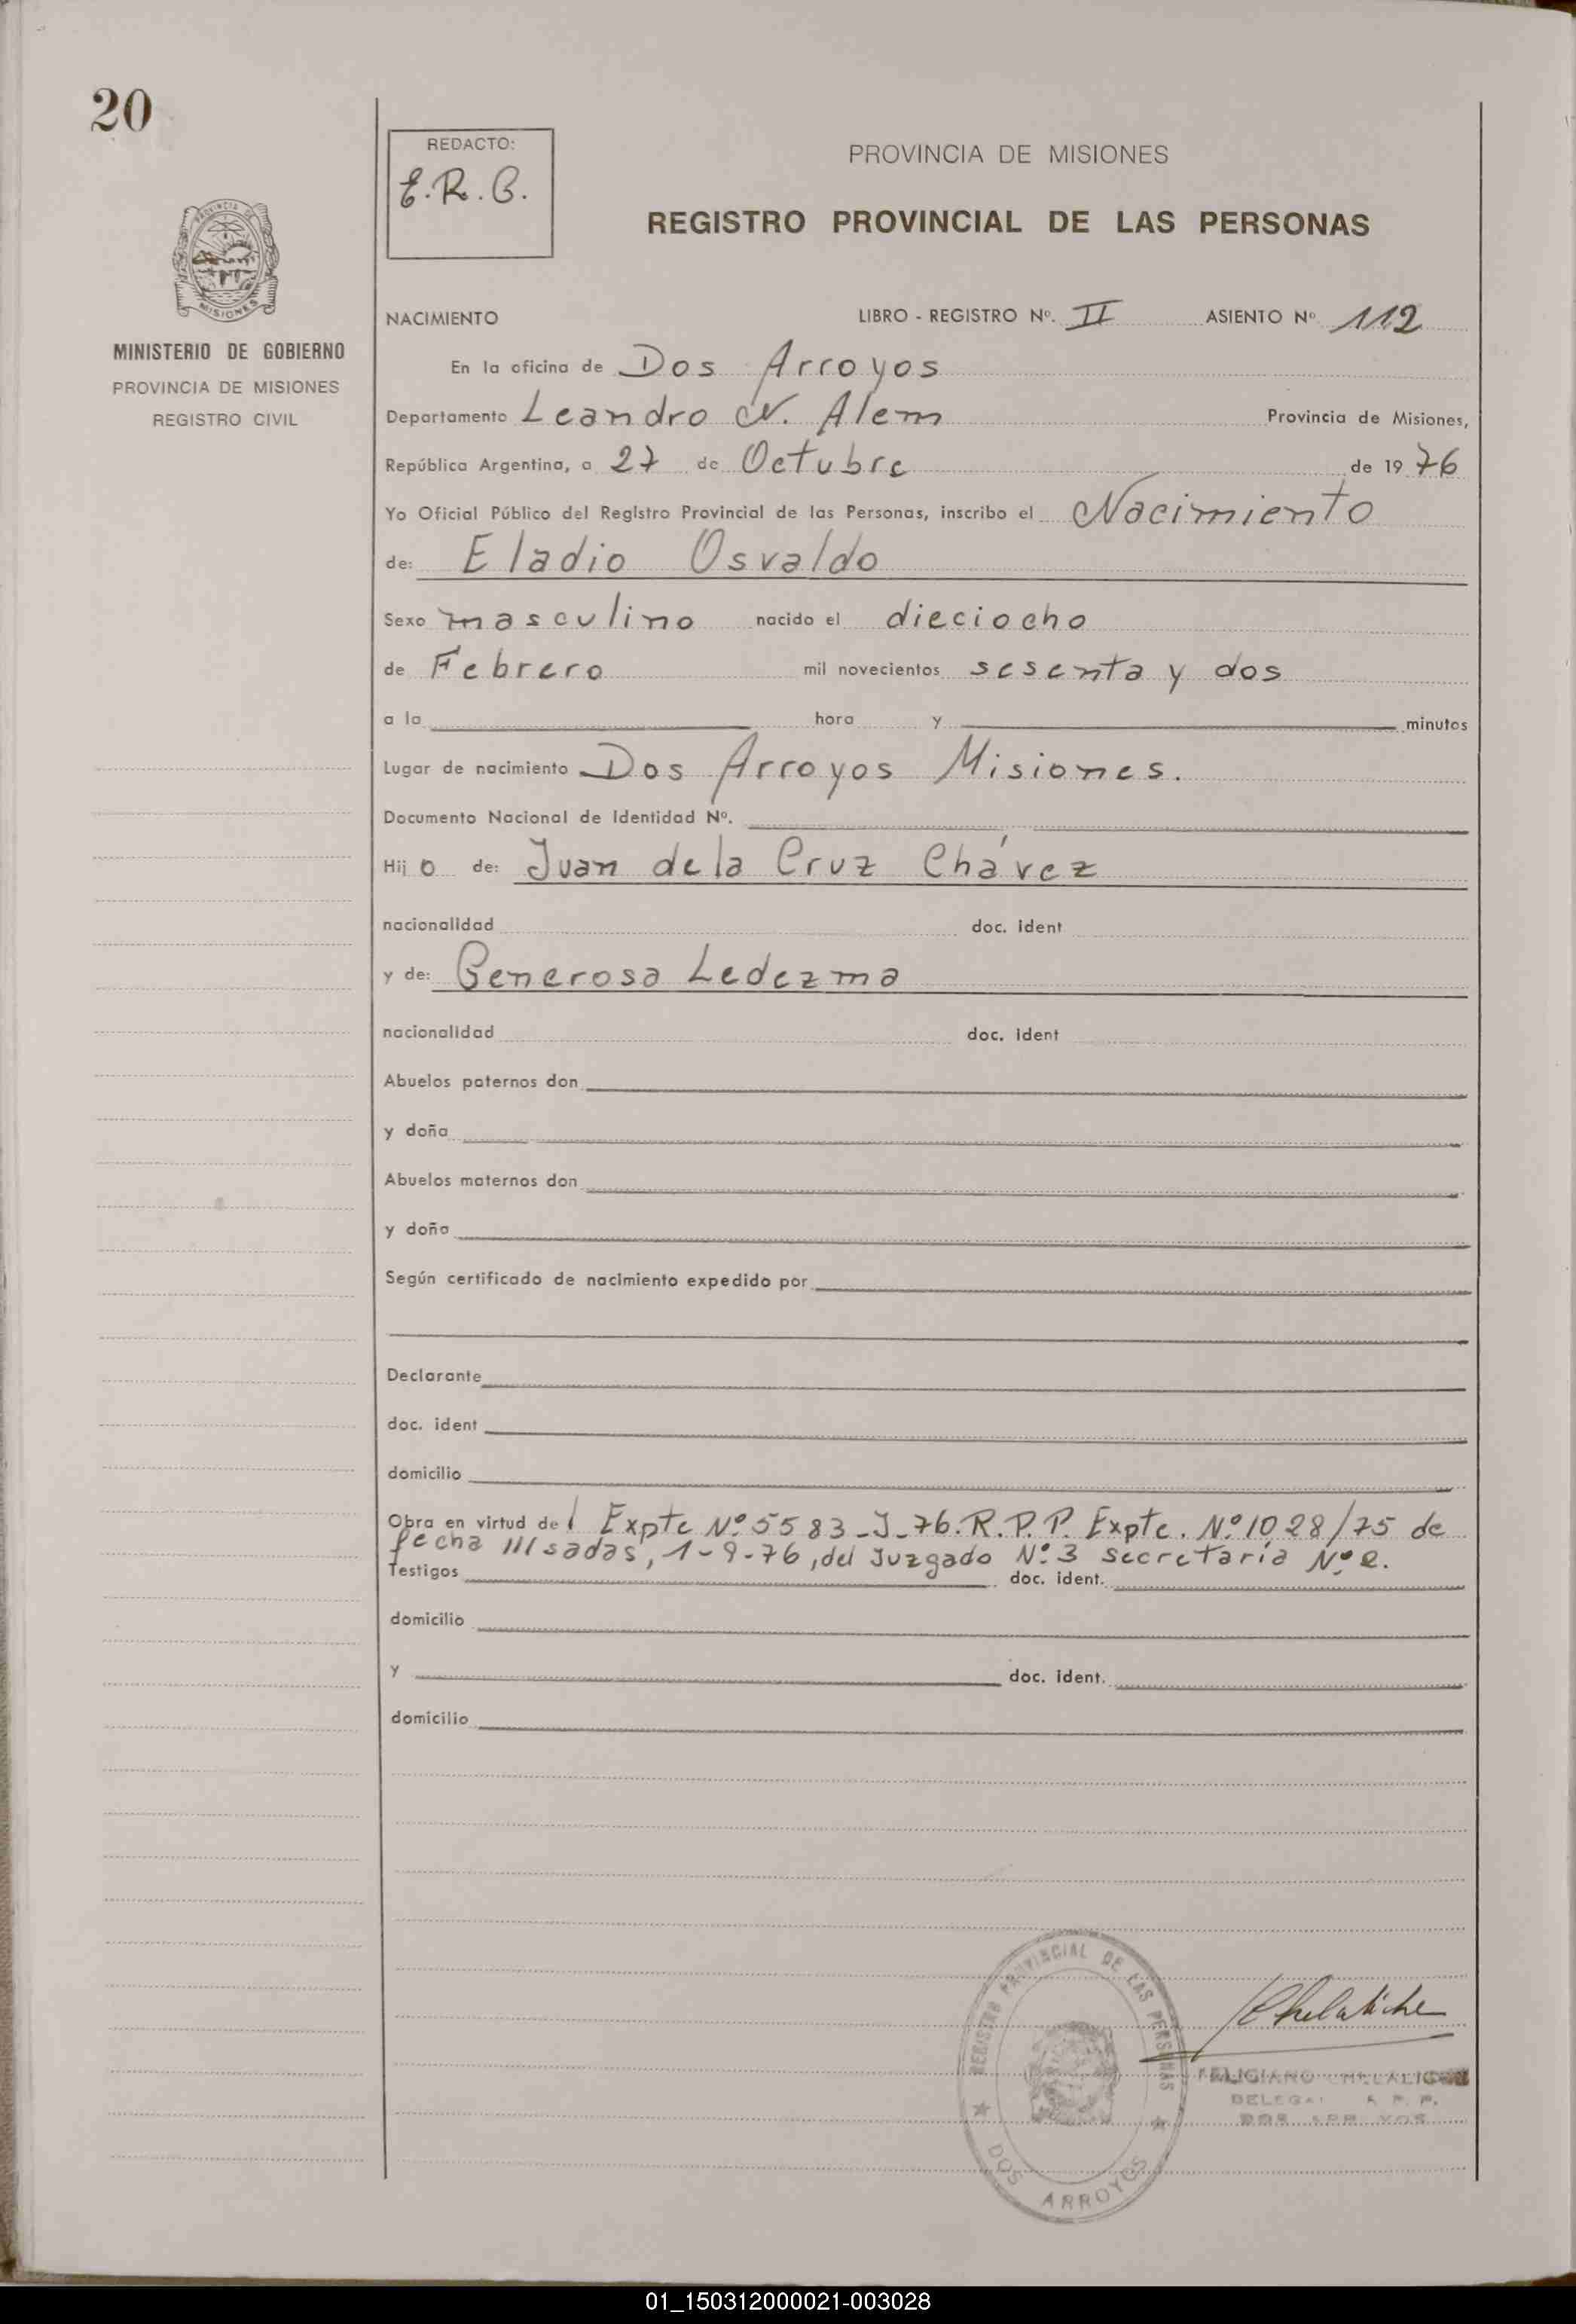 20
REDACTO:
E.R.B.
PROVINCIA DE MISIONES
REGISTRO PROVINCIAL DE LAS PERSONAS
PROVINCIA DE
MISIONES
MINISTERIO DE GOBIERNO
PROVINCIA DE MISIONES
REGISTRO CIVIL
NACIMIENTO LIBRO - REGISTRO Nº. II ASIENTO Nº 112
En la oficina de Dos Arroyos
Departamento Leandro N. Alem Provincia de Misiones,
República Argentina, a 27 de Octubre de 1976
Yo Oficial Público del Registro Provincial de las Personas, inscribo el Nacimiento
de: Eladio Osvaldo
Sexo masculino nacido el dieciocho
de Febrero mil novecientos sesenta y dos
a la hora y minutos
Lugar de nacimiento Dos Arroyos Misiones.
Documento Nacional de Identidad Nº.
Hijo de: Juan de la Cruz Chávez
nacionalidad doc. ident
y de: Generosa Ledezma
nacionalidad doc. ident
Abuelos paternos don
y doña
Abuelos maternos don
y doña
Según certificado de nacimiento expedido por
Declarante
doc. ident
domicilio
Obra en virtud del Expte Nº 5583-J-76.R.P.P. Expte. Nº 1028/75 de
fecha 1-9-76, del Juzgado Nº 3 secretaría Nº 2.
Testigos doc. ident.
domicilio
y doc. ident.
domicilio
REGISTRO PROVINCIAL DE LAS PERSONAS
DOS ARROYOS
01_150312000021-003028